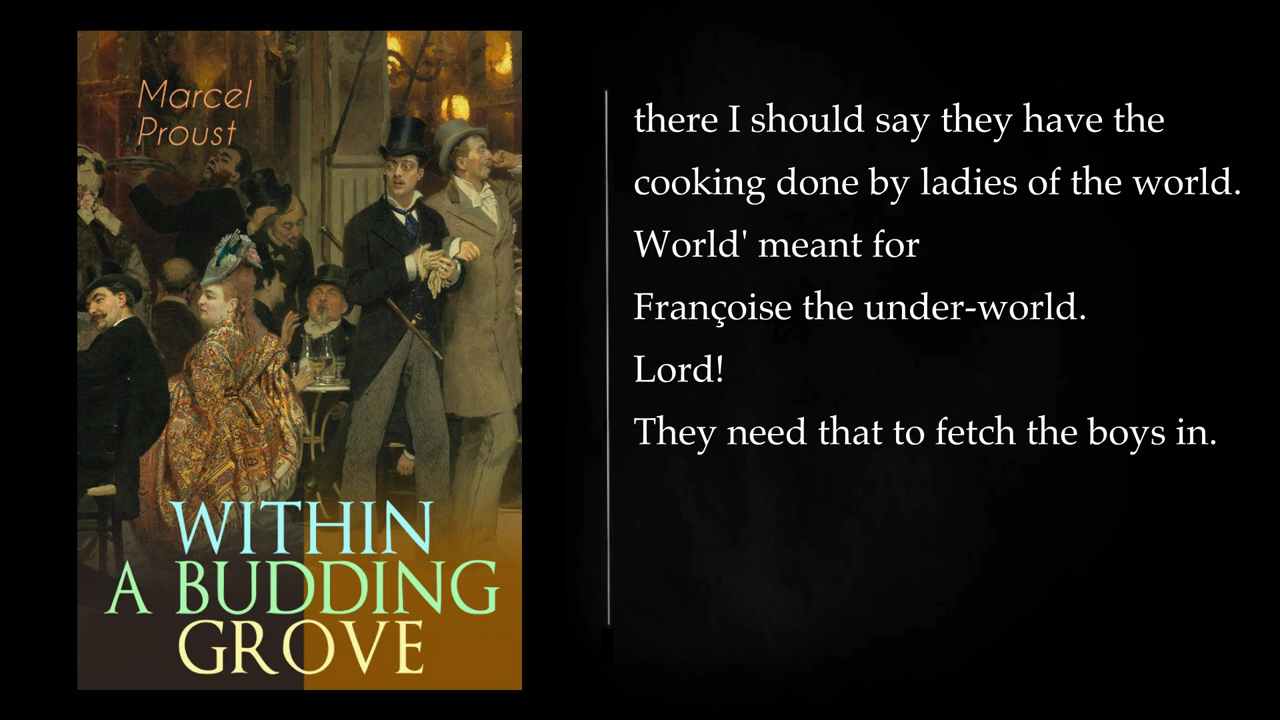 Marcel
Proust
WITHIN
A BUDDING
GROVE
there I should say they have the
cooking done by ladies of the world.
World' meant for
Françoise the under-world.
Lord!
They need that to fetch the boys in.